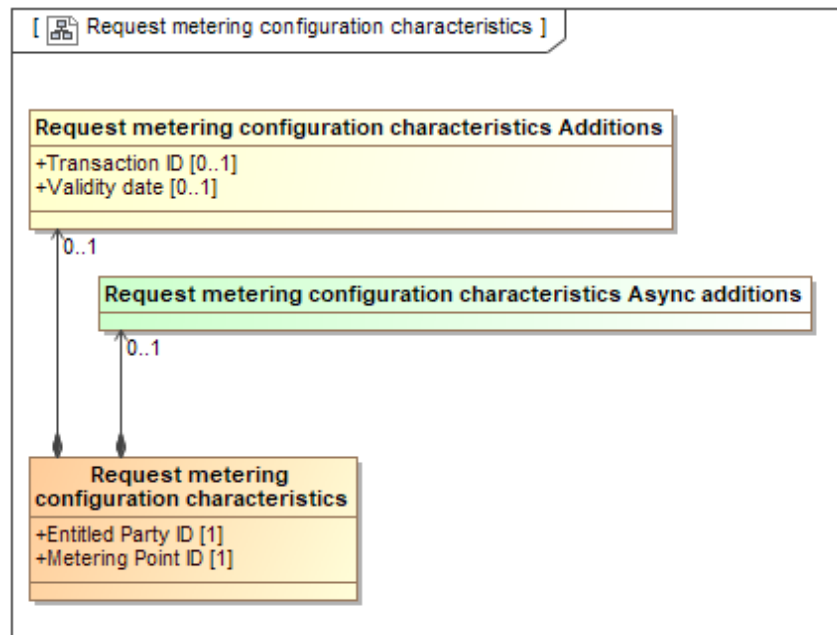 [ Request metering configuration characteristics ]
Request metering configuration characteristics Additions
+Transaction ID [0..1]
+Validity date [0..1]
0..1
Request metering configuration characteristics Async additions
0..1
Request metering
configuration characteristics
+Entitled Party ID [1]
+Metering Point ID [1]